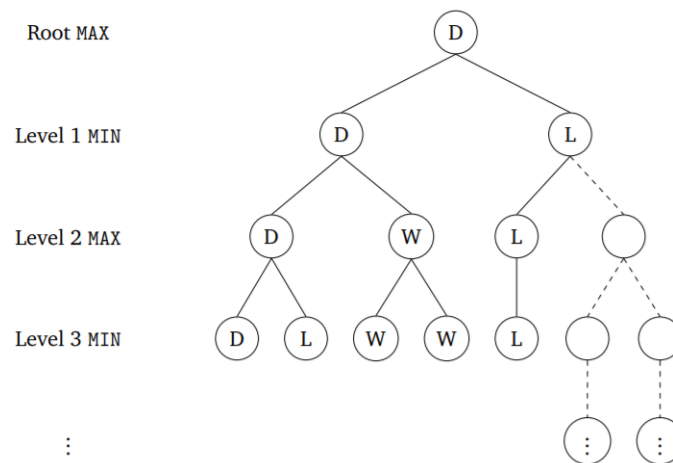 Root MAX D
Level 1 MIN D L
Level 2 MAX D W L
Level 3 MIN D L W W L
⋮ ⋮ ⋮